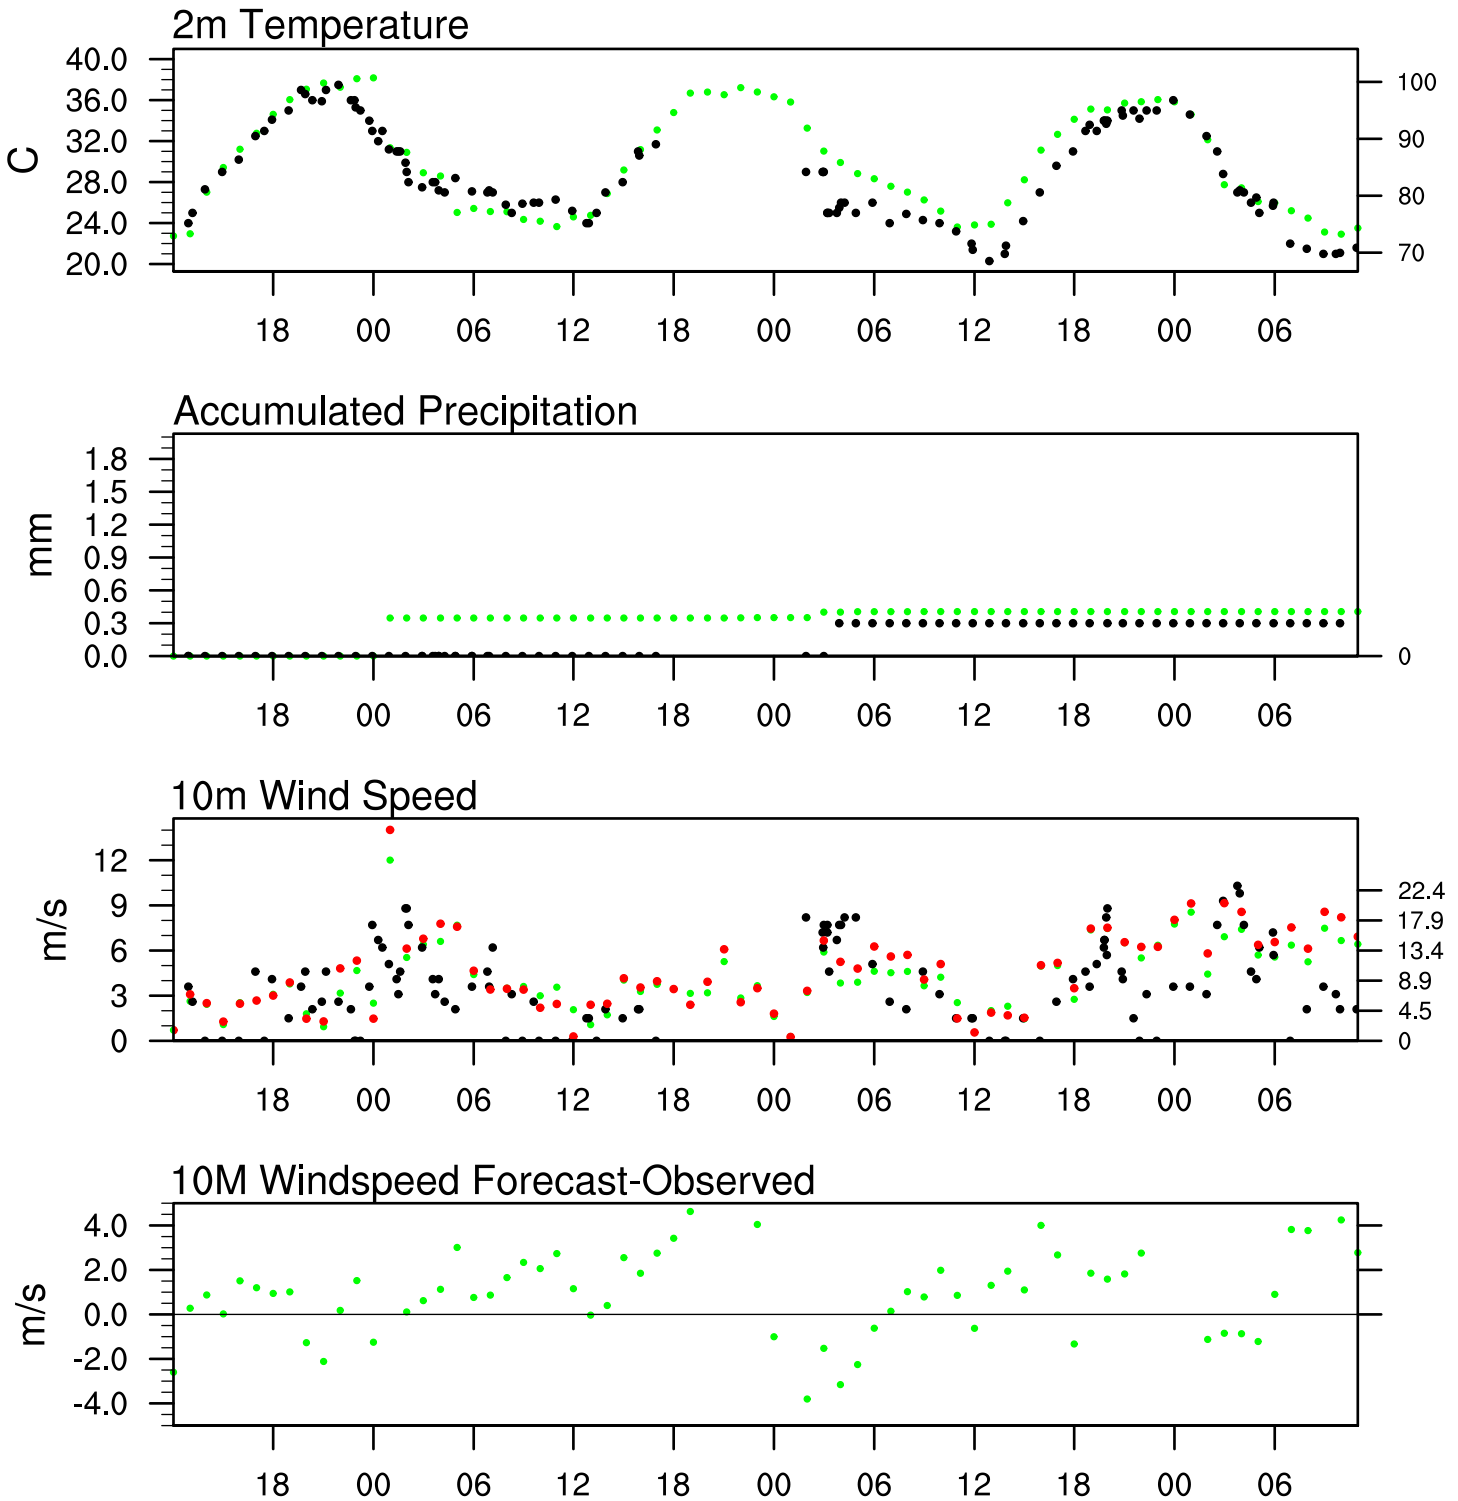 2m Temperature
40.0
36.0
32.0
28.0
24.0
20.0
C
100
90
80
70
18 00 06 12 18 00 06 12 18 00 06
Accumulated Precipitation
1.8
1.5
1.2
0.9
0.6
0.3
0.0
mm
0
18 00 06 12 18 00 06 12 18 00 06
10m Wind Speed
12
9
6
3
0
m/s
22.4
17.9
13.4
8.9
4.5
0
18 00 06 12 18 00 06 12 18 00 06
10M Windspeed Forecast-Observed
4.0
2.0
0.0
-2.0
-4.0
m/s
18 00 06 12 18 00 06 12 18 00 06